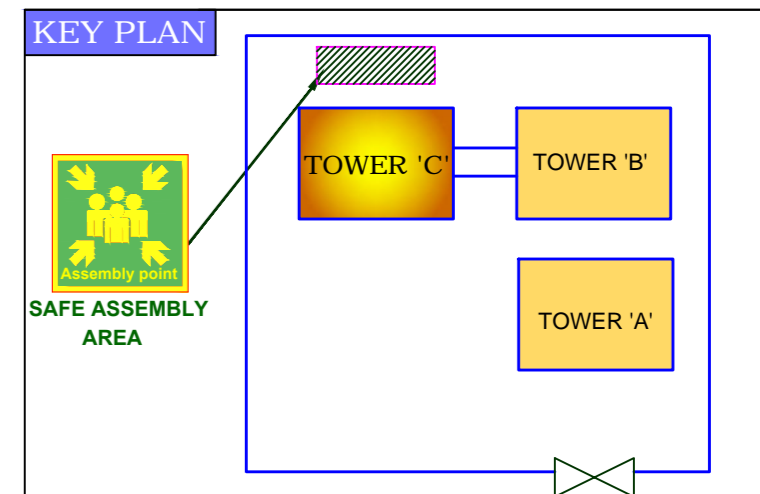 KEY PLAN
TOWER 'C'
TOWER 'B'
Assembly point
SAFE ASSEMBLY
AREA
TOWER 'A'